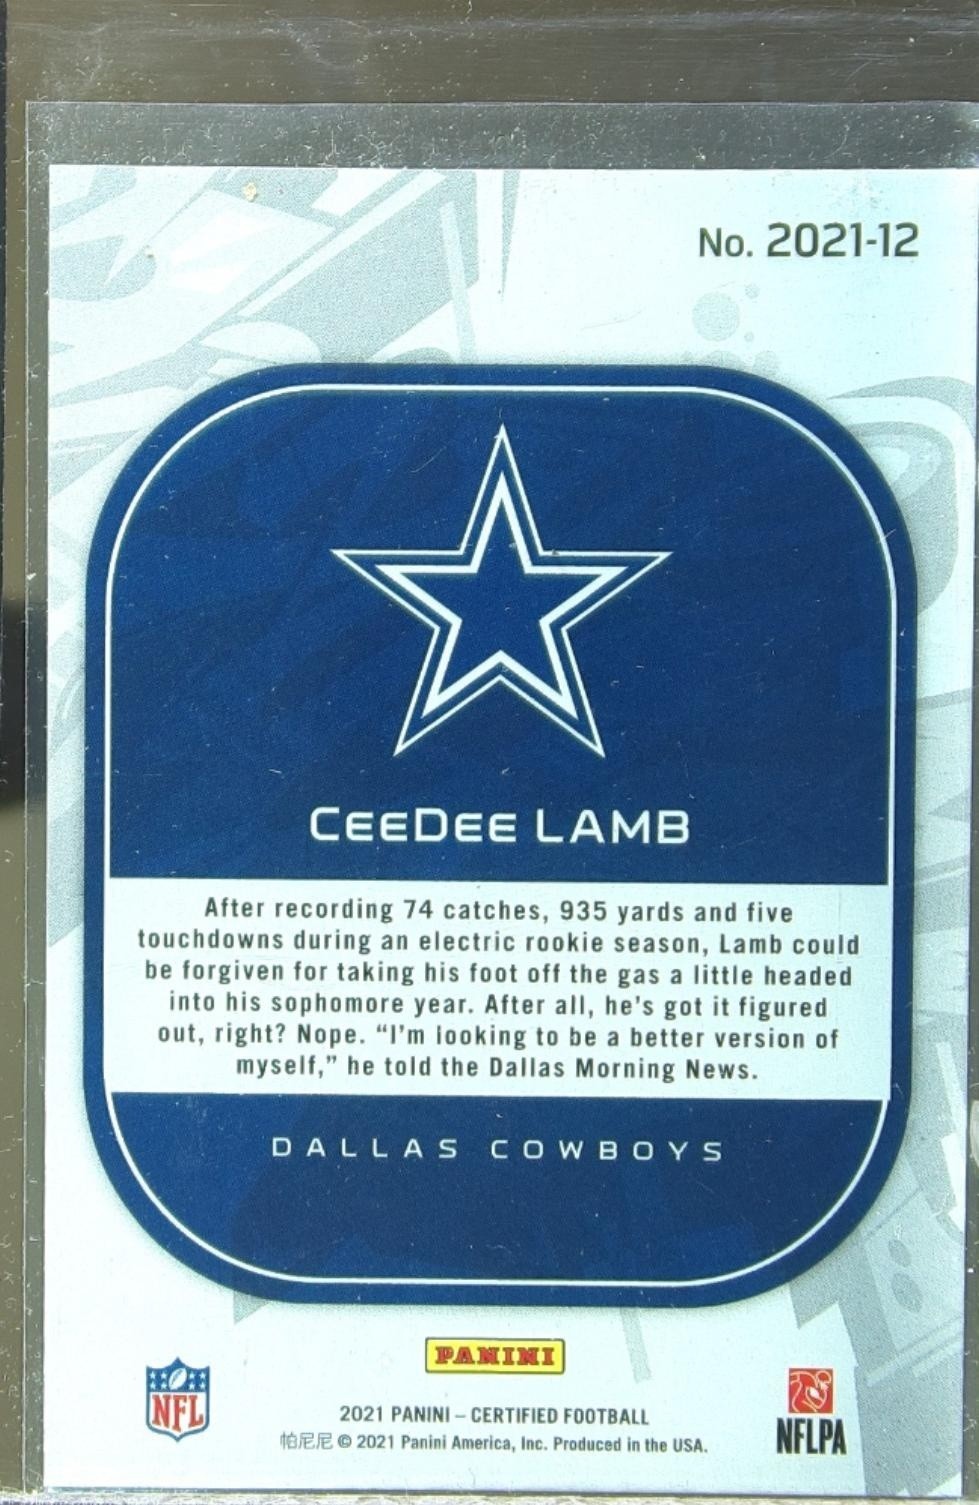 No. 2021-12
CEEDEE LAMB
After recording 74 catches, 935 yards and five
touchdowns during an electric rookie season, Lamb could
be forgiven for taking his foot off the gas a little headed
into his sophomore year. After all, he's got it figured
out, right? Nope. “I'm looking to be a better version of
myself,” he told the Dallas Morning News.
DALLAS COWBOYS
PANINI
NFL
2021 PANINI – CERTIFIED FOOTBALL
帕尼尼 © 2021 Panini America, Inc. Produced in the USA.
NFLPA